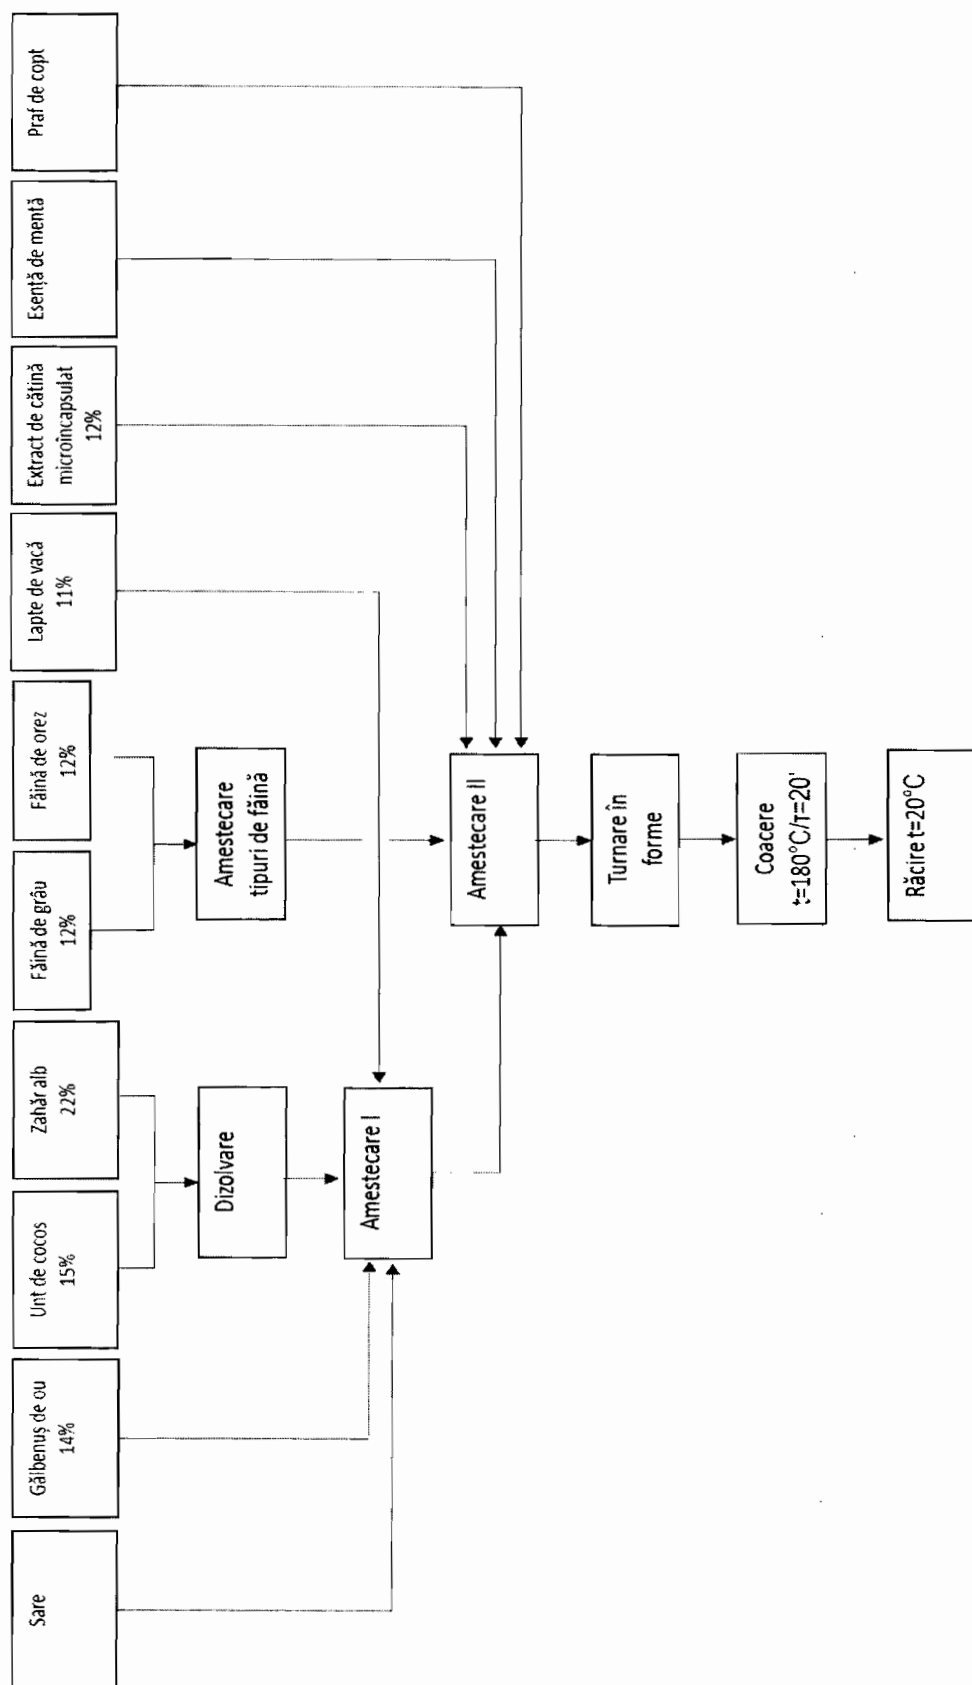 Sare
Gălbenuș de ou
14%
Unt de cocos
15%
Zahăr alb
22%
Făină de grâu
12%
Făină de orez
12%
Lapte de vacă
11%
Extract de cătină
microîncapsulat
12%
Esență de mentă
Praf de copt
Dizolvare
Amestecare
tipuri de făină
Amestecare I
Amestecare II
Turnare în
forme
Coacere
t=180°C/τ=20'
Răcire t=20°C